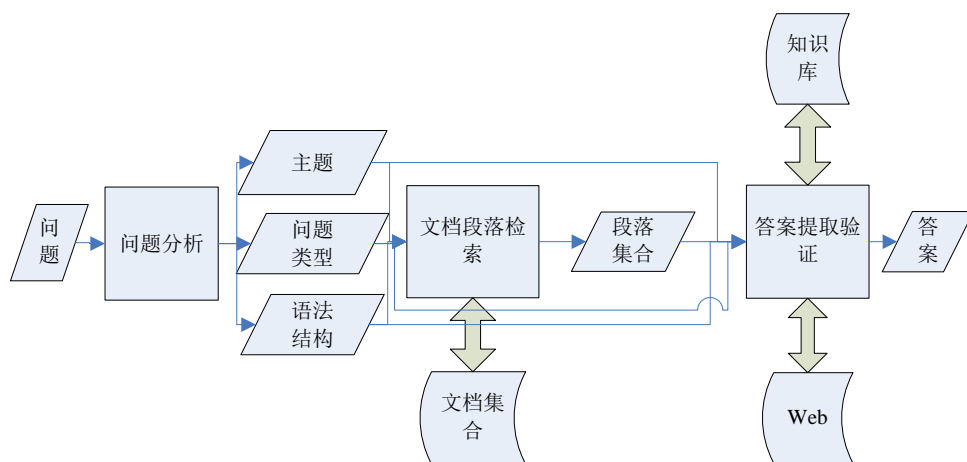 知识
库
主题
问
题
问题分析
问题
类型
文档段落检
索
段落
集合
答案提取验
证
答
案
语法
结构
文档集
合
Web